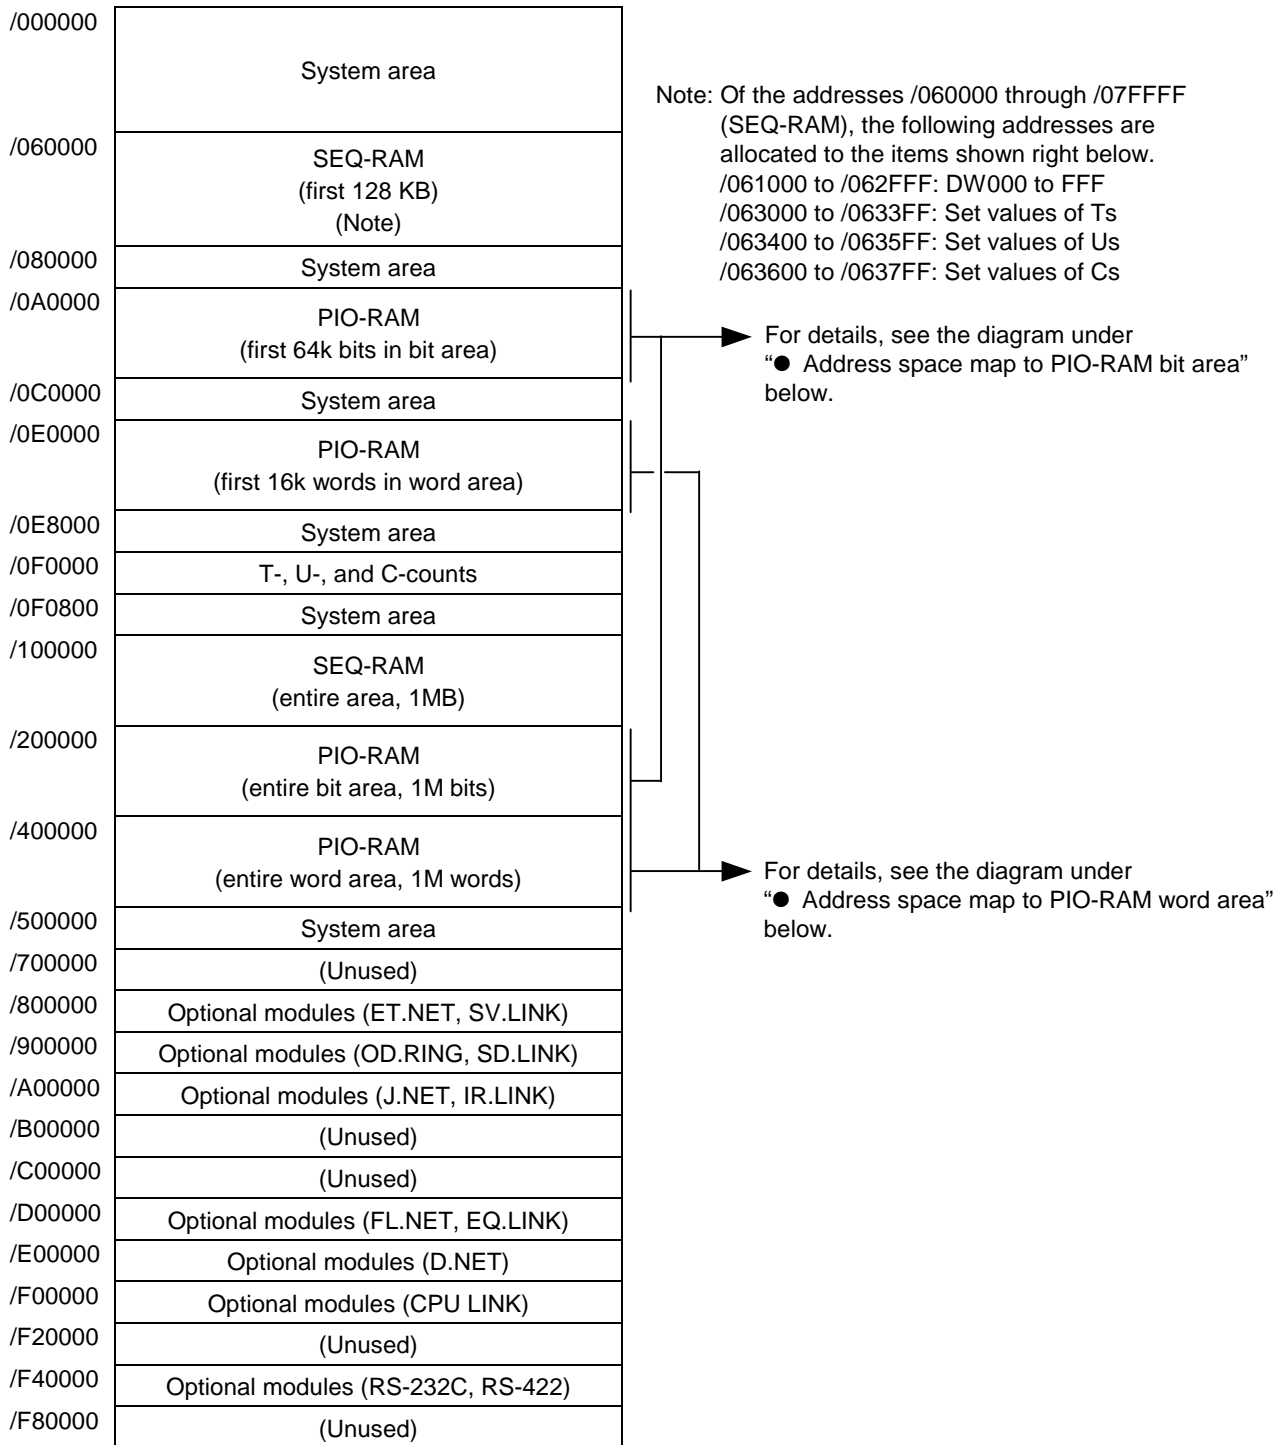 /000000
System area
/060000
SEQ-RAM
(first 128 KB)
(Note)
/080000
System area
/0A0000
PIO-RAM
(first 64k bits in bit area)
/0C0000
System area
/0E0000
PIO-RAM
(first 16k words in word area)
/0E8000
System area
/0F0000
T-, U-, and C-counts
/0F0800
System area
/100000
SEQ-RAM
(entire area, 1MB)
/200000
PIO-RAM
(entire bit area, 1M bits)
/400000
PIO-RAM
(entire word area, 1M words)
/500000
System area
/700000
(Unused)
/800000
Optional modules (ET.NET, SV.LINK)
/900000
Optional modules (OD.RING, SD.LINK)
/A00000
Optional modules (J.NET, IR.LINK)
/B00000
(Unused)
/C00000
(Unused)
/D00000
Optional modules (FL.NET, EQ.LINK)
/E00000
Optional modules (D.NET)
/F00000
Optional modules (CPU LINK)
/F20000
(Unused)
/F40000
Optional modules (RS-232C, RS-422)
/F80000
(Unused)
Note: Of the addresses /060000 through /07FFFF
(SEQ-RAM), the following addresses are
allocated to the items shown right below.
/061000 to /062FFF: DW000 to FFF
/063000 to /0633FF: Set values of Ts
/063400 to /0635FF: Set values of Us
/063600 to /0637FF: Set values of Cs
For details, see the diagram under
“● Address space map to PIO-RAM bit area”
below.
For details, see the diagram under
“● Address space map to PIO-RAM word area”
below.